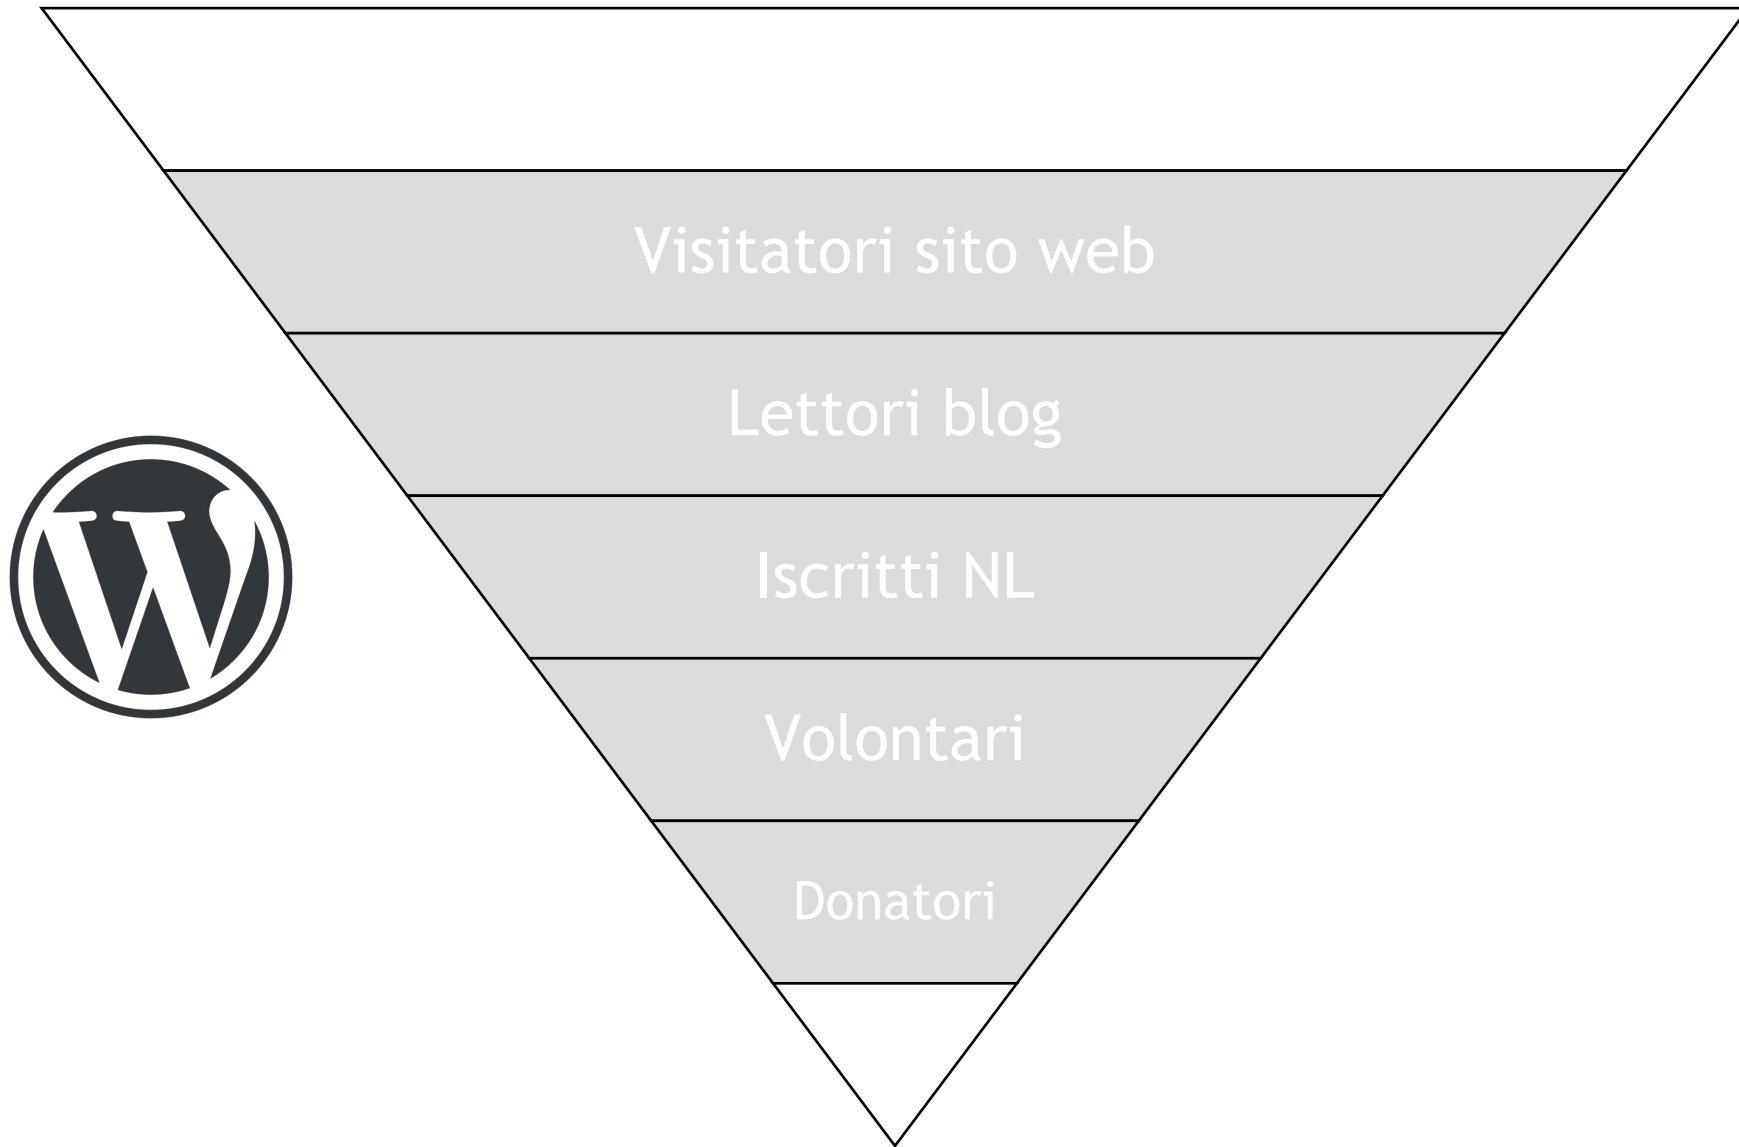 Visitatori sito web
Lettori blog
Iscritti NL
Volontari
Donatori